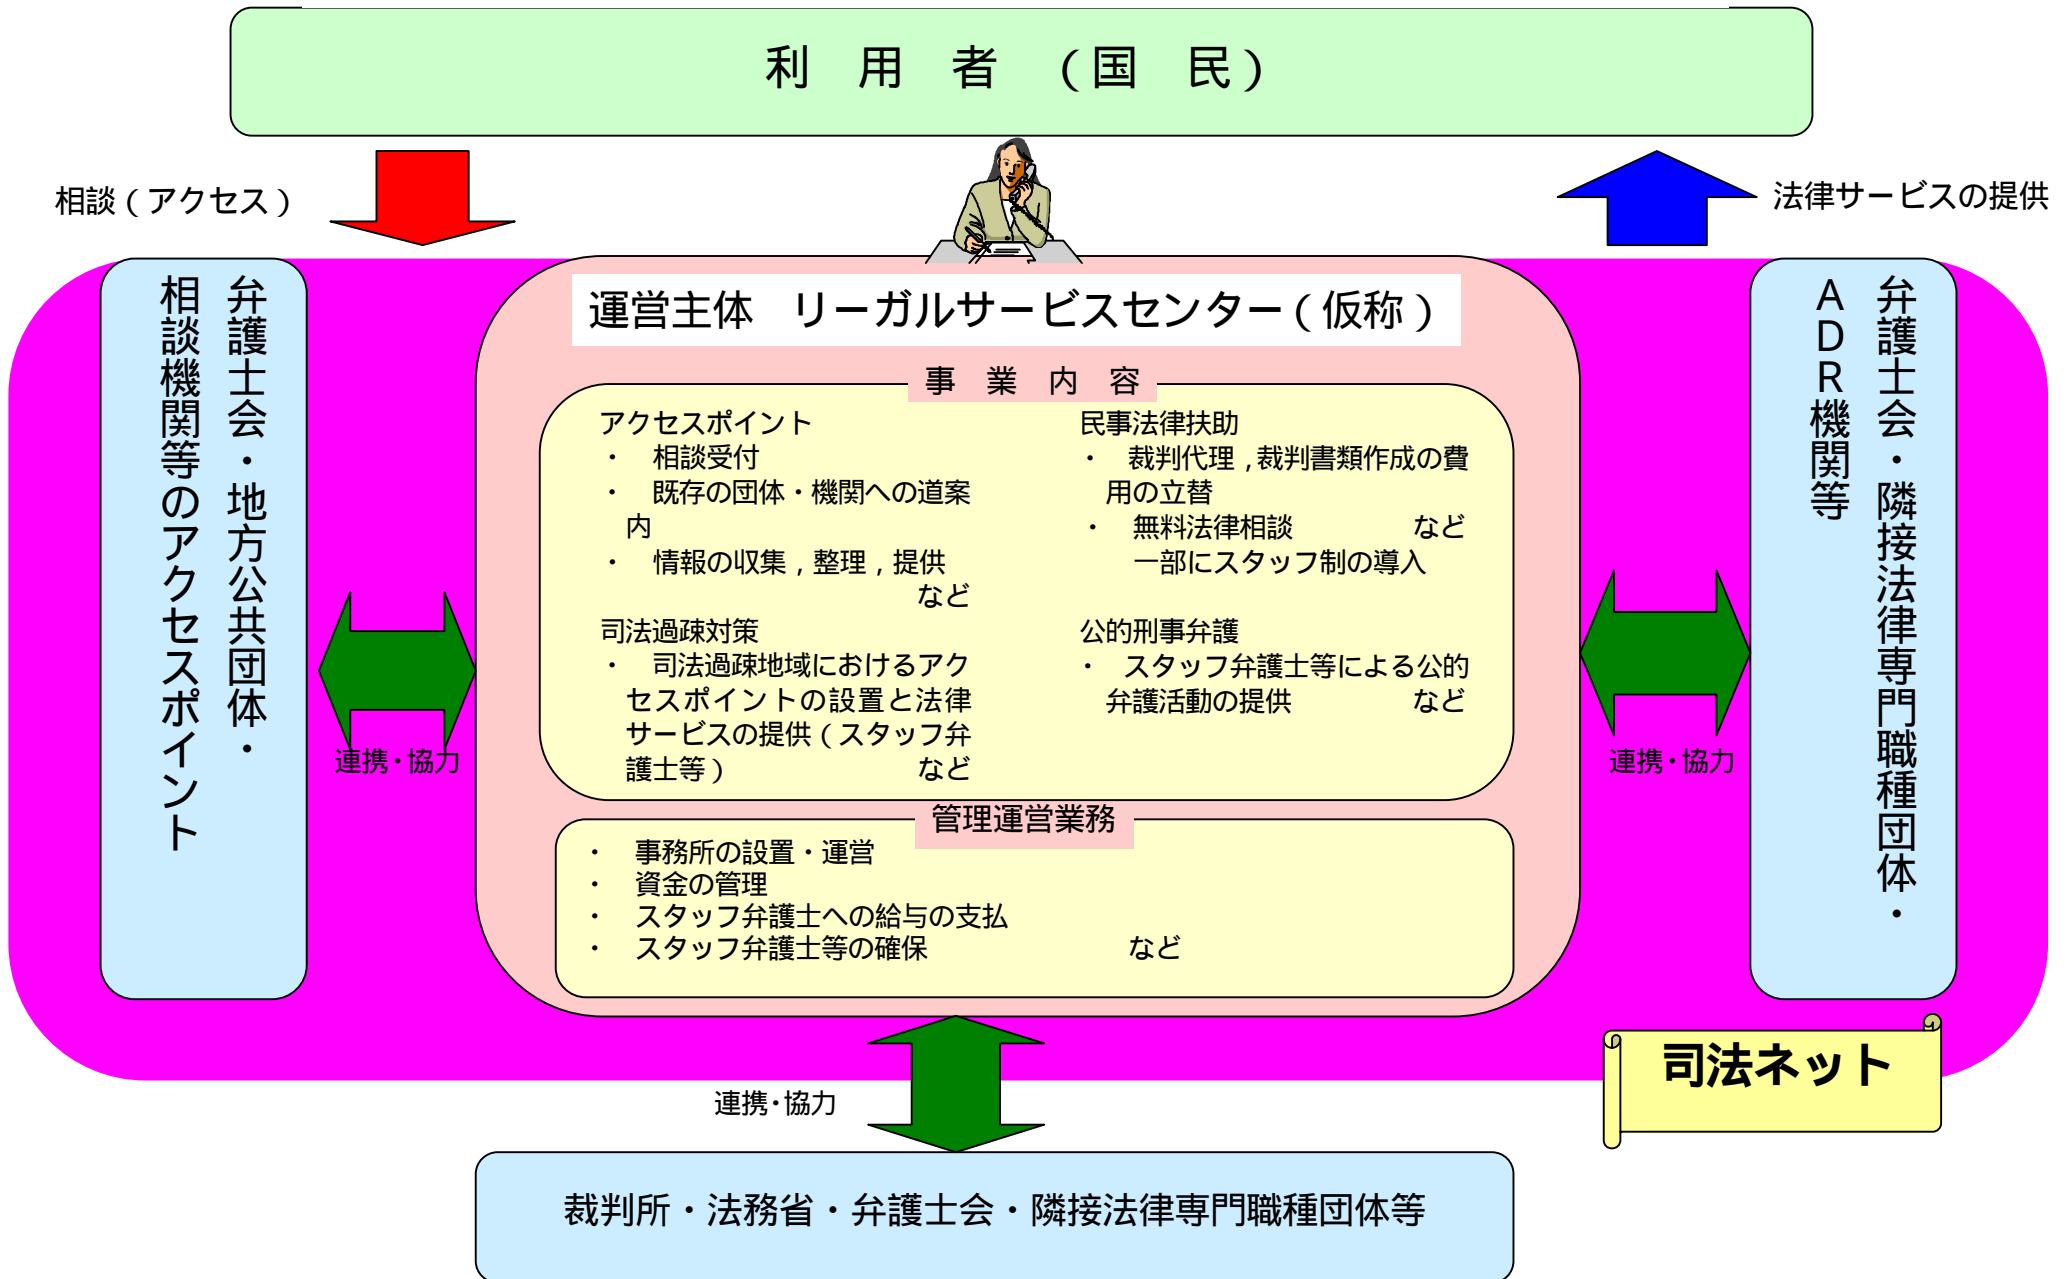 利　用　者　（国　民）
相談（アクセス）
法律サービスの提供
弁護士会・地方公共団体・
相談機関等のアクセスポイント
運営主体　リーガルサービスセンター（仮称）
事　業　内　容
アクセスポイント
・　相談受付
・　既存の団体・機関への道案
内
・　情報の収集，整理，提供
など
司法過疎対策
・　司法過疎地域におけるアク
セスポイントの設置と法律
サービスの提供（スタッフ弁
護士等）　など
民事法律扶助
・　裁判代理，裁判書類作成の費
用の立替
・　無料法律相談　など
一部にスタッフ制の導入
公的刑事弁護
・　スタッフ弁護士等による公的
弁護活動の提供　など
管理運営業務
・　事務所の設置・運営
・　資金の管理
・　スタッフ弁護士への給与の支払
・　スタッフ弁護士等の確保　など
弁護士会・隣接法律専門職種団体・
ＡＤＲ機関等
連携・協力
連携・協力
司法ネット
連携・協力
裁判所・法務省・弁護士会・隣接法律専門職種団体等